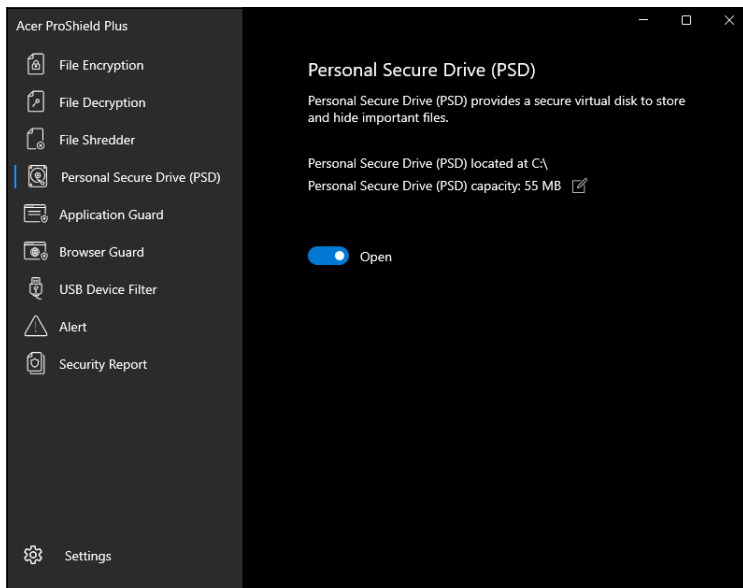 Acer ProShield Plus
File Encryption
File Decryption
File Shredder
Personal Secure Drive (PSD)
Application Guard
Browser Guard
USB Device Filter
Alert
Security Report
Settings
Personal Secure Drive (PSD)
Personal Secure Drive (PSD) provides a secure virtual disk to store
and hide important files.
Personal Secure Drive (PSD) located at C:\
Personal Secure Drive (PSD) capacity: 55 MB
Open